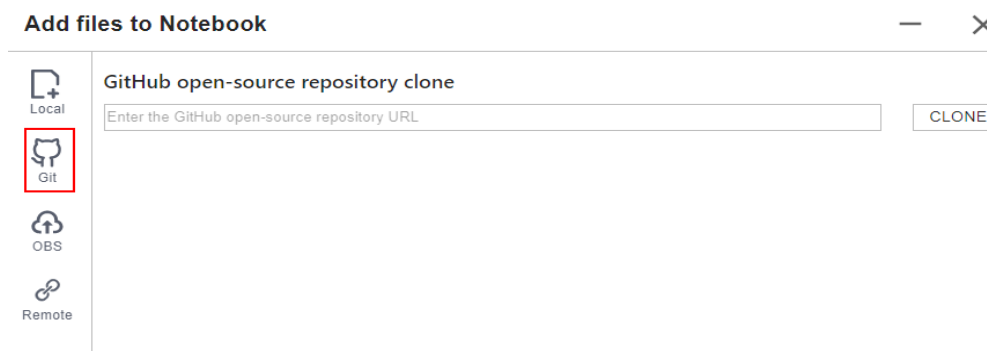 Add files to Notebook
Local
Git
OBS
Remote
GitHub open-source repository clone
Enter the GitHub open-source repository URL
CLONE